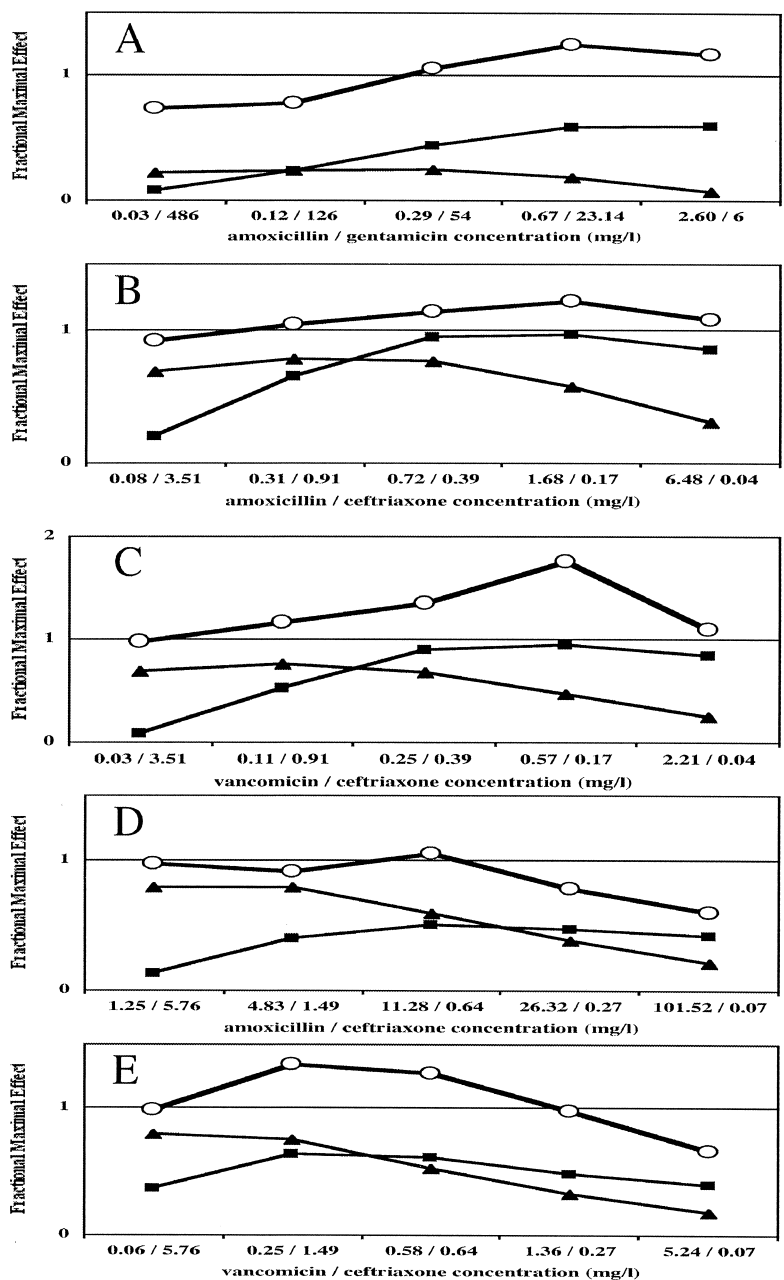 A
Fractional Maximal Effect
1
0
0.03 / 486 0.12 / 126 0.29 / 54 0.67 / 23.14 2.60 / 6
amoxicillin / gentamicin concentration (mg/l)
B
Fractional Maximal Effect
1
0
0.08 / 3.51 0.31 / 0.91 0.72 / 0.39 1.68 / 0.17 6.48 / 0.04
amoxicillin / ceftriaxone concentration (mg/l)
C
Fractional Maximal Effect
2
1
0
0.03 / 3.51 0.11 / 0.91 0.25 / 0.39 0.57 / 0.17 2.21 / 0.04
vancomicin / ceftriaxone concentration (mg/l)
D
Fractional Maximal Effect
1
0
1.25 / 5.76 4.83 / 1.49 11.28 / 0.64 26.32 / 0.27 101.52 / 0.07
amoxicillin / ceftriaxone concentration (mg/l)
E
Fractional Maximal Effect
1
0
0.06 / 5.76 0.25 / 1.49 0.58 / 0.64 1.36 / 0.27 5.24 / 0.07
vancomicin / ceftriaxone concentration (mg/l)